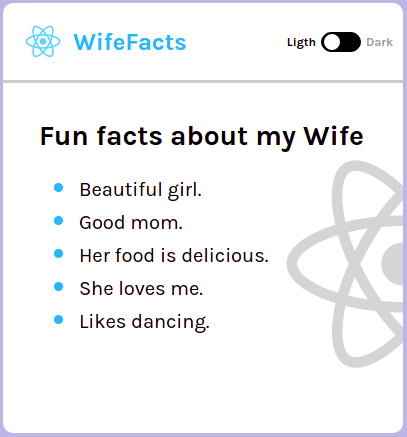 WifeFacts
Ligth Dark
Fun facts about my Wife
Beautiful girl.
Good mom.
Her food is delicious.
She loves me.
Likes dancing.